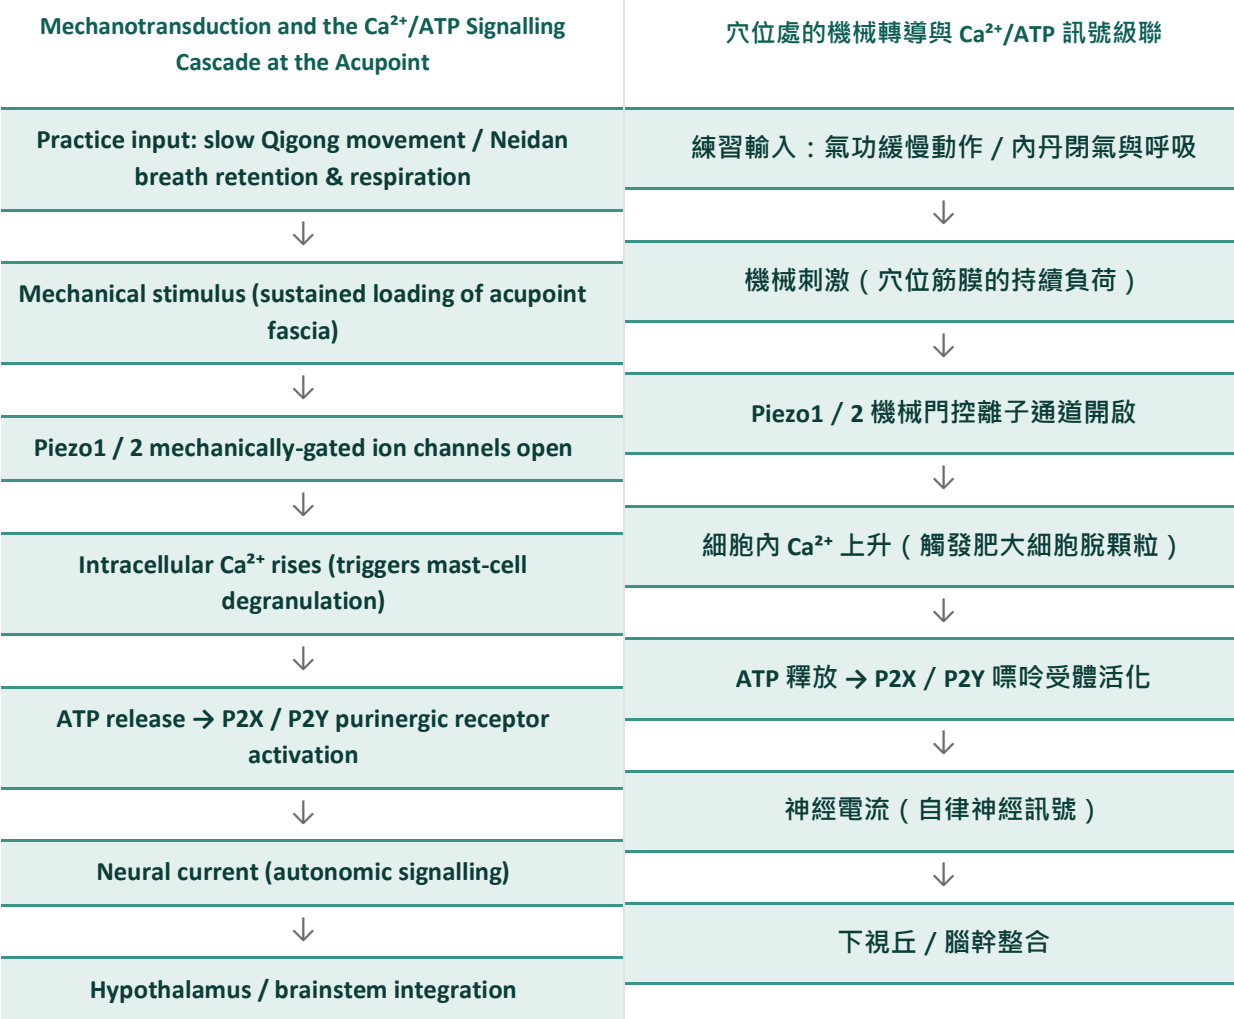 Mechanotransduction and the Ca²⁺/ATP Signalling
Cascade at the Acupoint
Practice input: slow Qigong movement / Neidan
breath retention & respiration
↓
Mechanical stimulus (sustained loading of acupoint
fascia)
↓
Piezo1 / 2 mechanically-gated ion channels open
↓
Intracellular Ca²⁺ rises (triggers mast-cell
degranulation)
↓
ATP release → P2X / P2Y purinergic receptor
activation
↓
Neural current (autonomic signalling)
↓
Hypothalamus / brainstem integration
穴位處的機械轉導與 Ca²⁺/ATP 訊號級聯
練習輸入：氣功緩慢動作 / 內丹閉氣與呼吸
↓
機械刺激（穴位筋膜的持續負荷）
↓
Piezo1 / 2 機械門控離子通道開啟
↓
細胞內 Ca²⁺ 上升（觸發肥大細胞脫顆粒）
↓
ATP 釋放 → P2X / P2Y 嘌呤受體活化
↓
神經電流（自律神經訊號）
↓
下視丘 / 腦幹整合